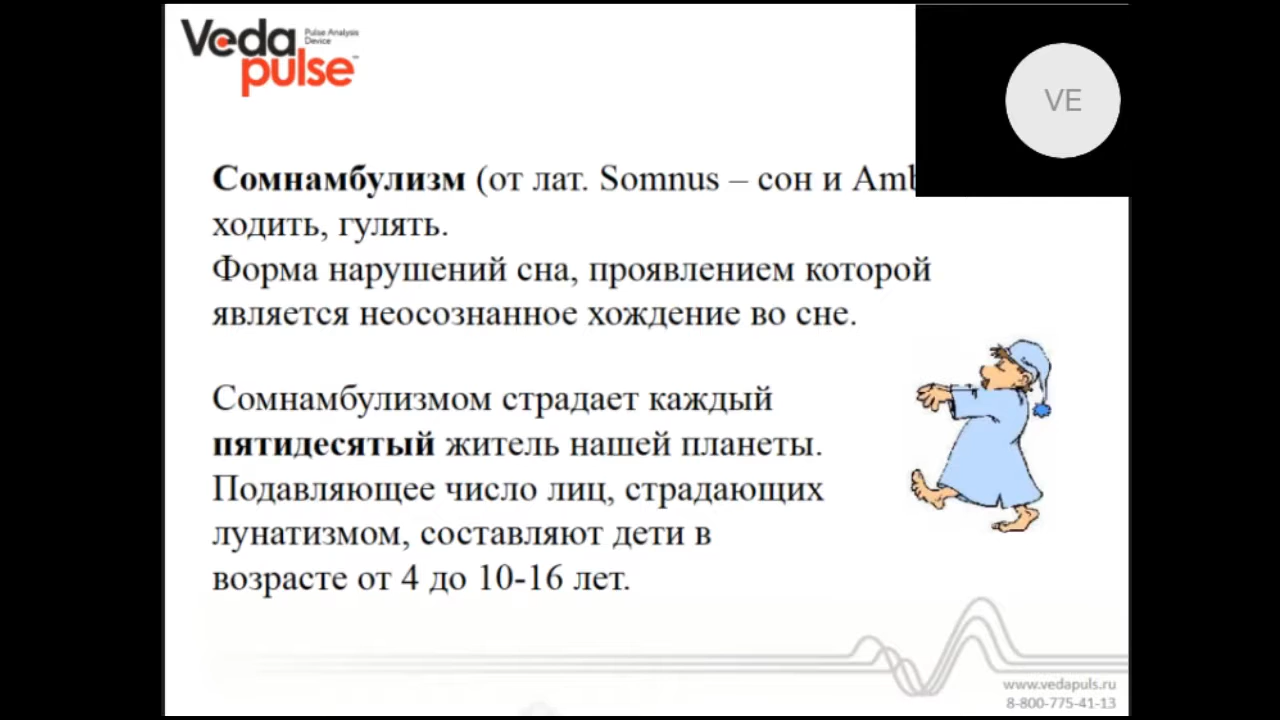 Veda
Pulse Analysis
Device
pulse
VE
Сомнамбулизм (от лат. Somnus – сон и Amb
ходить, гулять.
Форма нарушений сна, проявлением которой
является неосознанное хождение во сне.
Сомнамбулизмом страдает каждый
пятидесятый житель нашей планеты.
Подавляющее число лиц, страдающих
лунатизмом, составляют дети в
возрасте от 4 до 10-16 лет.
www.vedapuls.ru
8-800-775-41-13